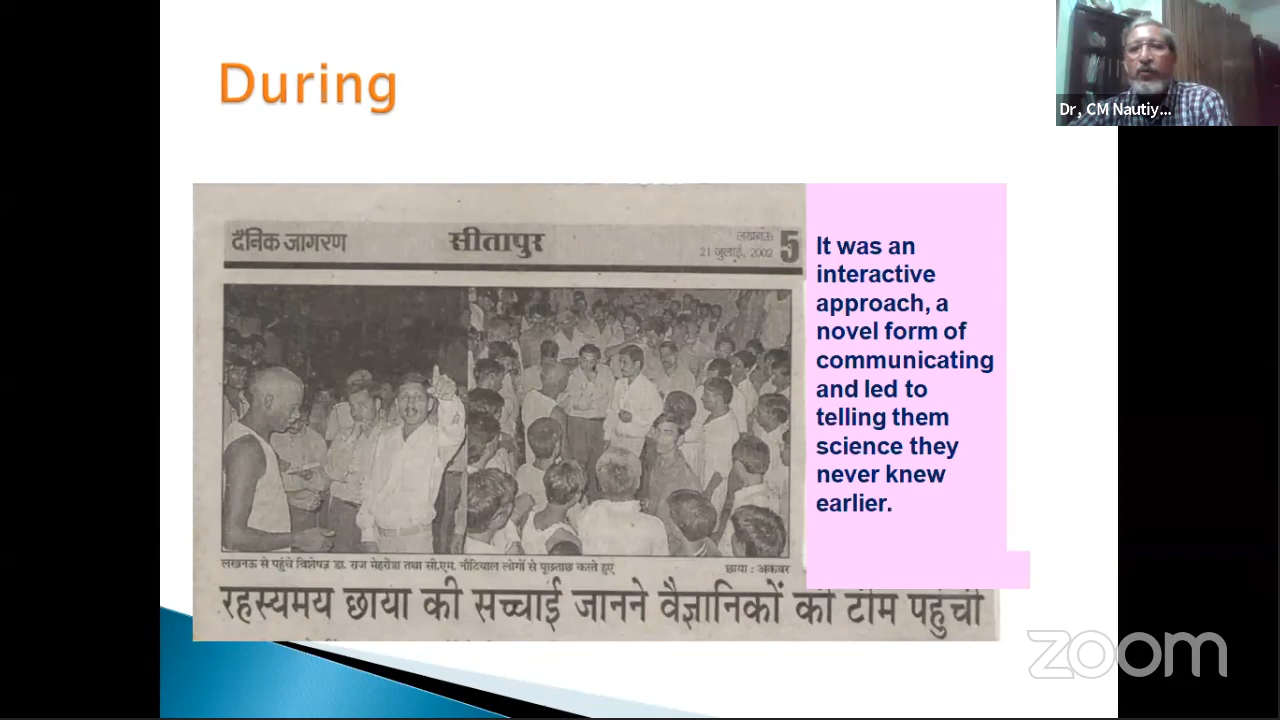 During
Dr, CM Nautiy...
दैनिक जागरण
सीतापुर
लखनऊ
21 जुलाई, 2002
5
It was an
interactive
approach, a
novel form of
communicating
and led to
telling them
science they
never knew
earlier.
लखनऊ से पहुंचे विशेषज्ञ डा. राज मेहरोत्रा तथा सी.एम. नौटियाल लोगों से पूछताछ करते हुए
छाया : अकबर
रहस्यमय छाया की सच्चाई जानने वैज्ञानिकों की टीम पहुंची
zoom